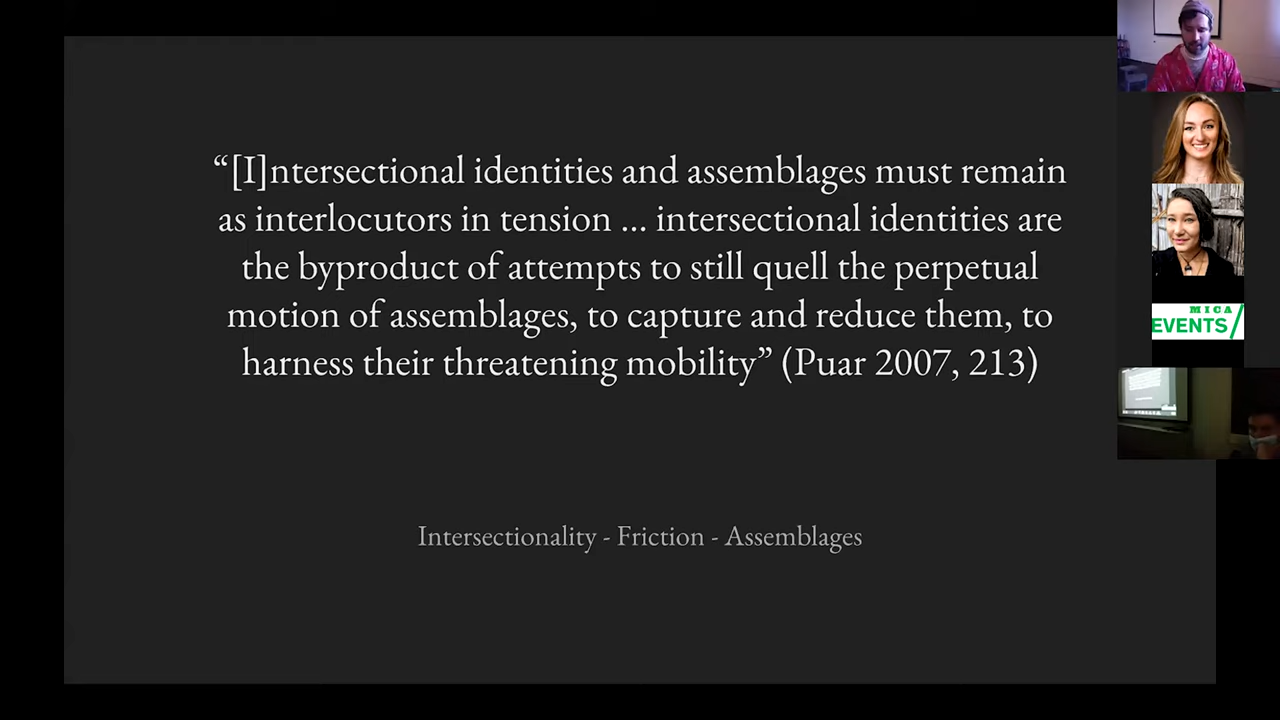 “[I]ntersectional identities and assemblages must remain
as interlocutors in tension ... intersectional identities are
the byproduct of attempts to still quell the perpetual
motion of assemblages, to capture and reduce them, to
harness their threatening mobility” (Puar 2007, 213)
Intersectionality - Friction - Assemblages
MICA
EVENTS/